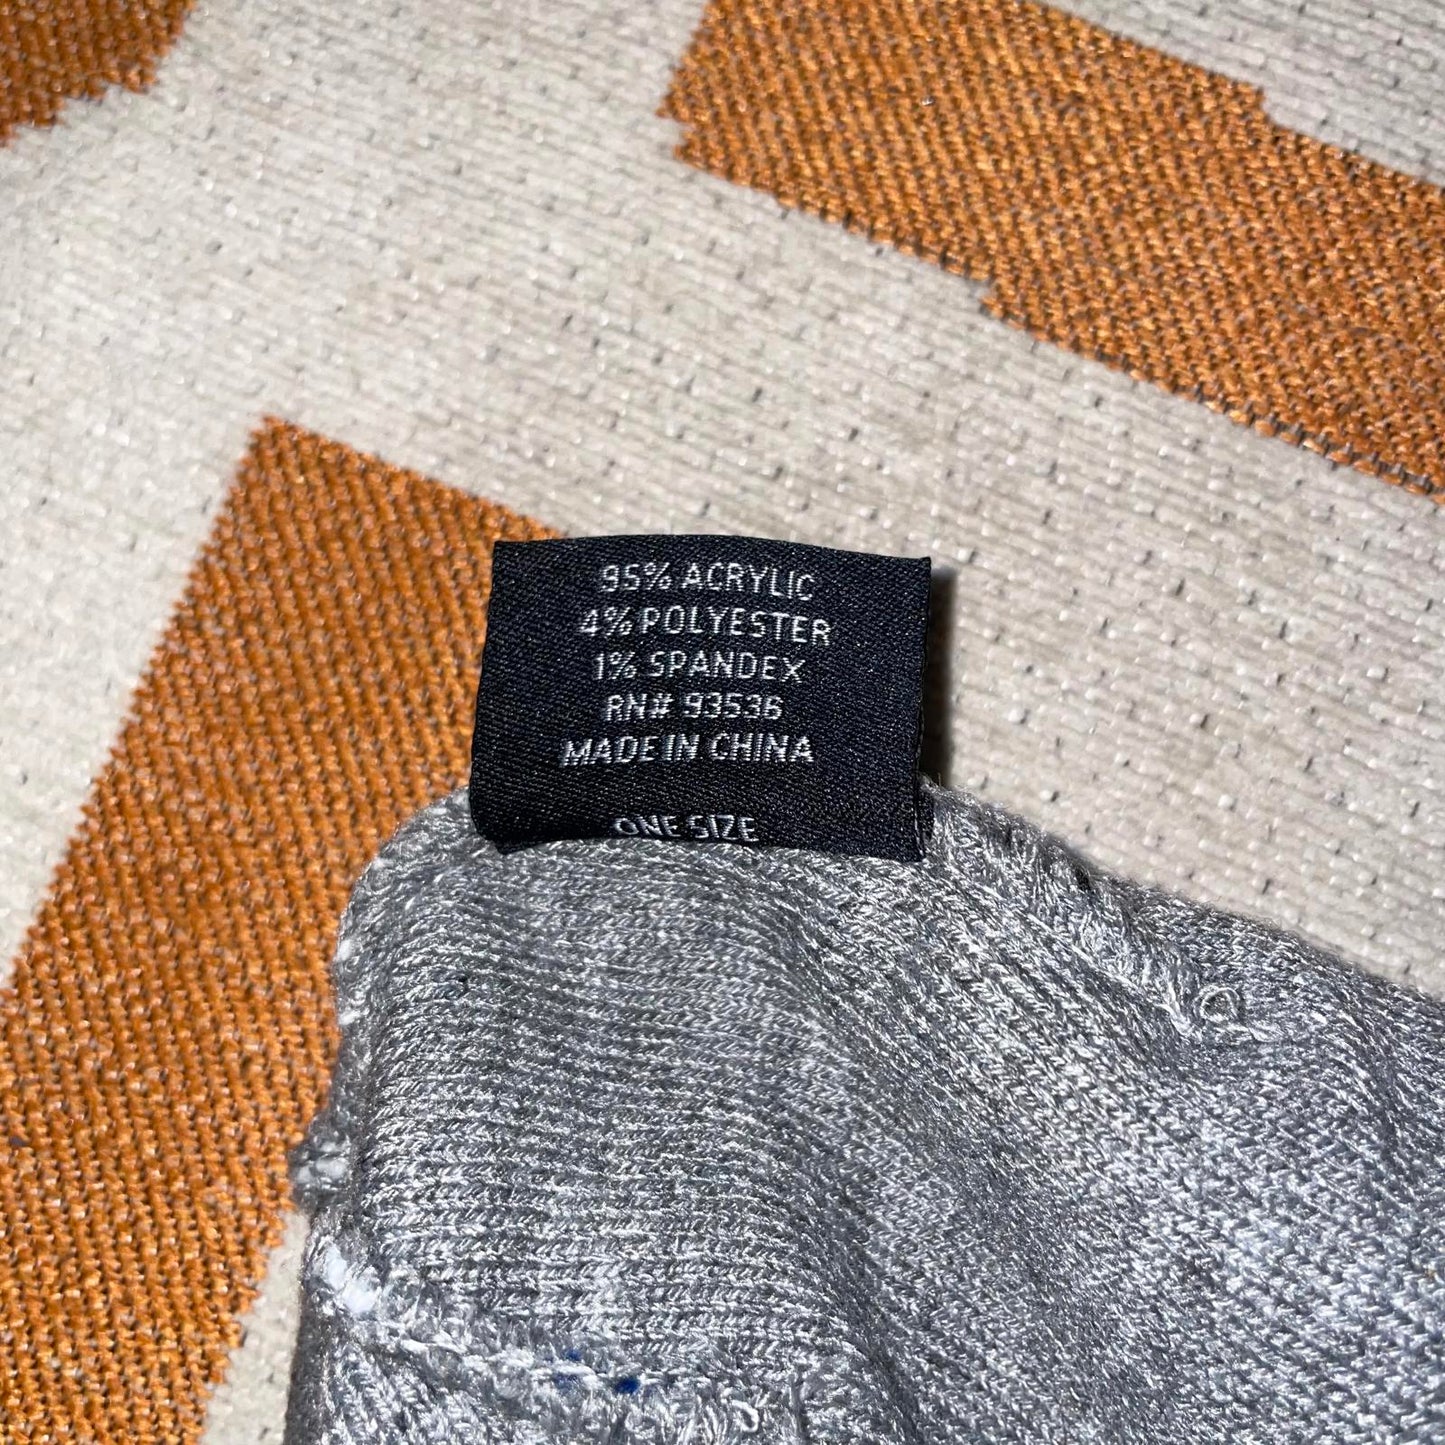 95% ACRYLIC
4% POLYESTER
1% SPANDEX
RN# 93536
MADE IN CHINA
ONE SIZE